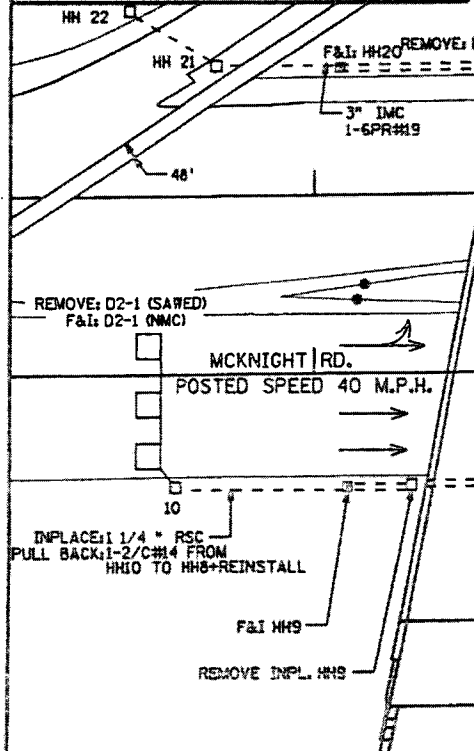 HH 22
HH 21
F&I: HH20
REMOVE:
3" IMC
1-6PR#19
48'
REMOVE: D2-1 (SAWED)
F&I: D2-1 (NMC)
MCKNIGHT RD.
POSTED SPEED 40 M.P.H.
10
INPLACE:1 1/4 " RSC
PULL BACK:1-2/C#14 FROM
HH10 TO HH8+REINSTALL
F&I HH9
REMOVE INPL. HH9